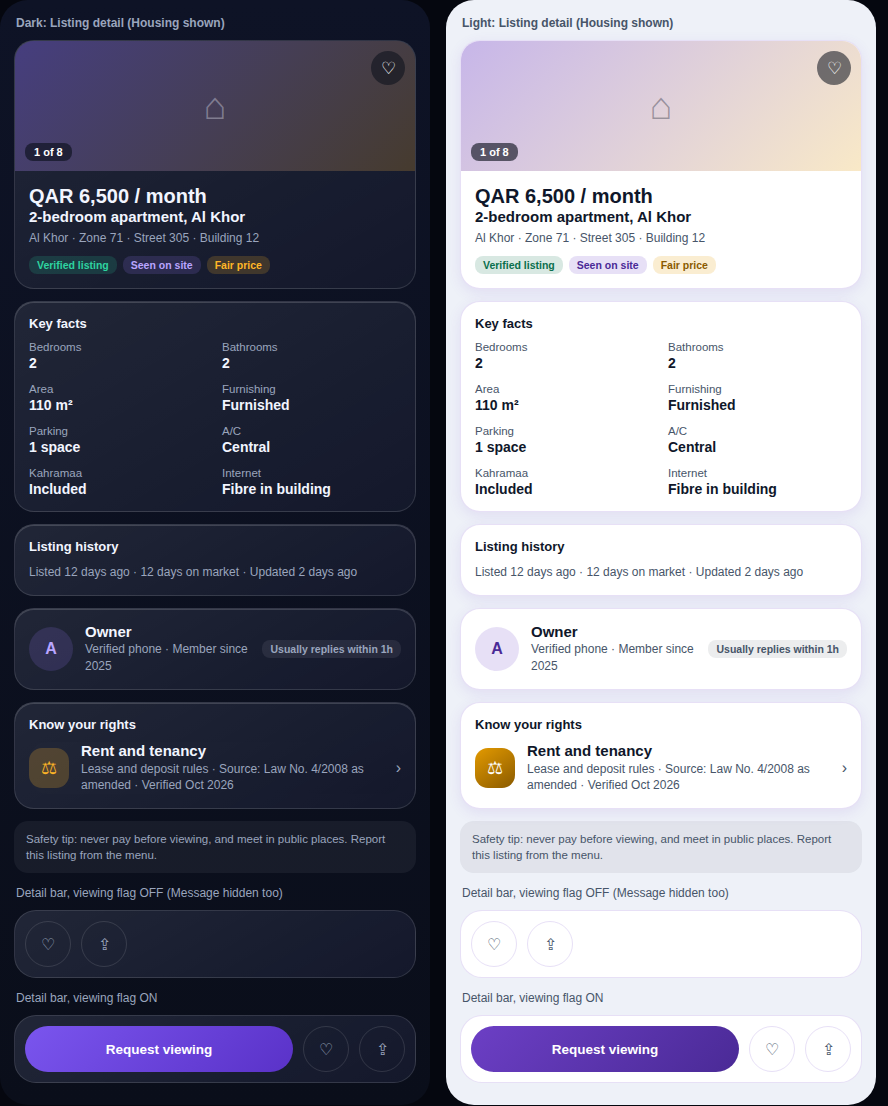 Dark: Listing detail (Housing shown)
1 of 8
QAR 6,500 / month
2-bedroom apartment, Al Khor
Al Khor · Zone 71 · Street 305 · Building 12
Verified listing Seen on site Fair price
Key facts
Bedrooms Bathrooms
2 2
Area Furnishing
110 m² Furnished
Parking A/C
1 space Central
Kahramaa Internet
Included Fibre in building
Listing history
Listed 12 days ago · 12 days on market · Updated 2 days ago
A
Owner
Verified phone · Member since
2025
Usually replies within 1h
Know your rights
Rent and tenancy
Lease and deposit rules · Source: Law No. 4/2008 as
amended · Verified Oct 2026
Safety tip: never pay before viewing, and meet in public places. Report
this listing from the menu.
Detail bar, viewing flag OFF (Message hidden too)
Detail bar, viewing flag ON
Request viewing
Light: Listing detail (Housing shown)
1 of 8
QAR 6,500 / month
2-bedroom apartment, Al Khor
Al Khor · Zone 71 · Street 305 · Building 12
Verified listing Seen on site Fair price
Key facts
Bedrooms Bathrooms
2 2
Area Furnishing
110 m² Furnished
Parking A/C
1 space Central
Kahramaa Internet
Included Fibre in building
Listing history
Listed 12 days ago · 12 days on market · Updated 2 days ago
A
Owner
Verified phone · Member since
2025
Usually replies within 1h
Know your rights
Rent and tenancy
Lease and deposit rules · Source: Law No. 4/2008 as
amended · Verified Oct 2026
Safety tip: never pay before viewing, and meet in public places. Report
this listing from the menu.
Detail bar, viewing flag OFF (Message hidden too)
Detail bar, viewing flag ON
Request viewing